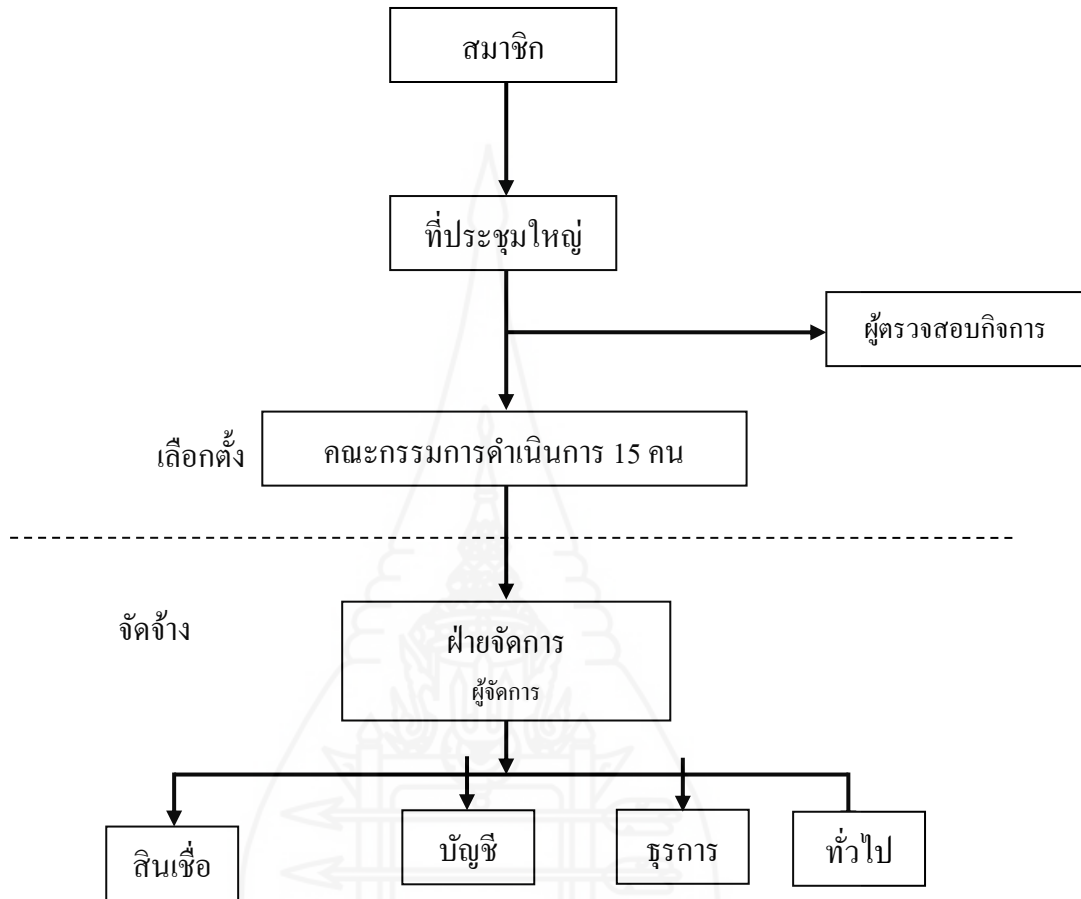 สมาชิก
ที่ประชุมใหญ่
ผู้ตรวจสอบกิจการ
เลือกตั้ง
คณะกรรมการดำเนินการ 15 คน
จัดจ้าง
ฝ่ายจัดการ
ผู้จัดการ
สินเชื่อ
บัญชี
ธุรการ
ทั่วไป